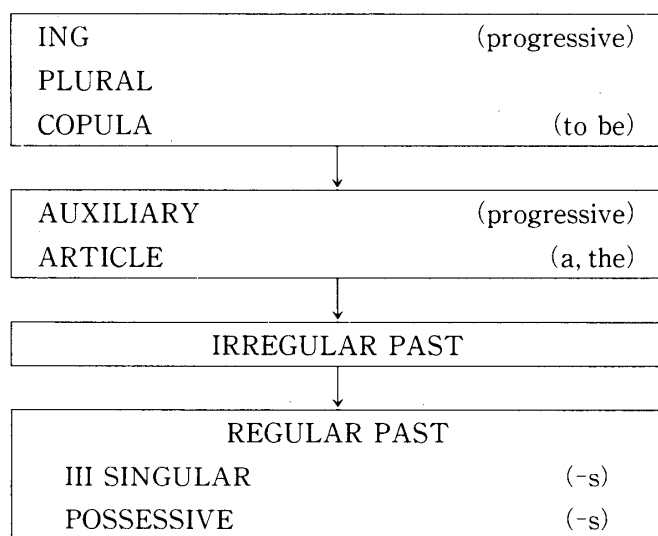 ING (progressive)
PLURAL
COPULA (to be)
AUXILIARY (progressive)
ARTICLE (a, the)
IRREGULAR PAST
REGULAR PAST
III SINGULAR (-s)
POSSESSIVE (-s)